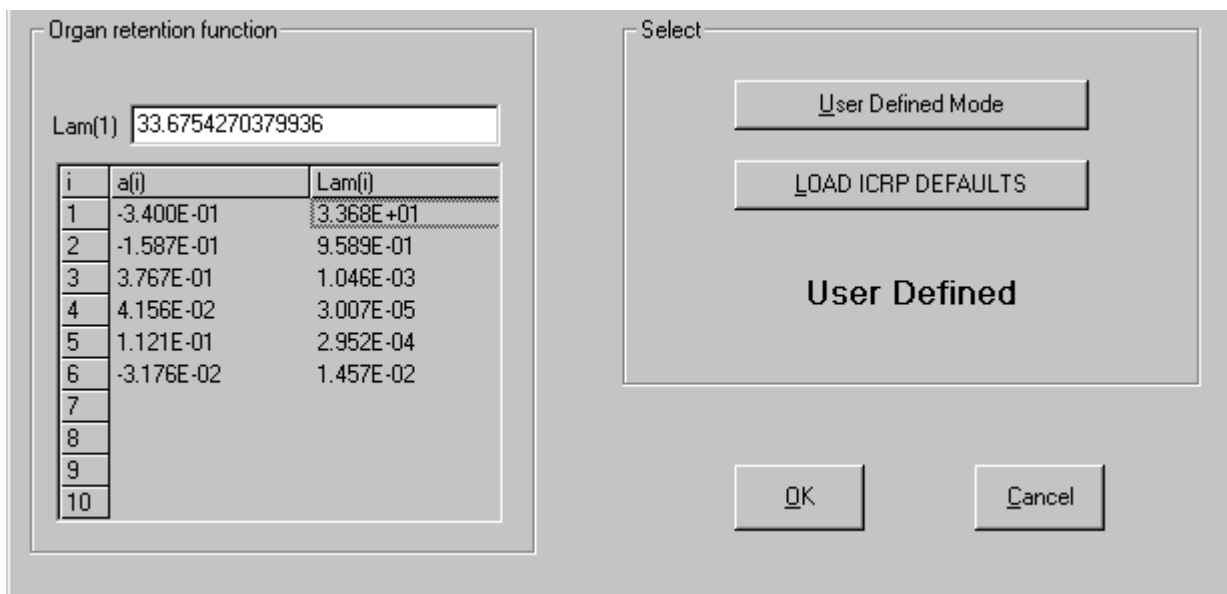 Organ retention function
Lam(1) 33.6754270379936
i a(i) Lam(i)
1 -3.400E-01 3.368E+01
2 -1.587E-01 9.589E-01
3 3.767E-01 1.046E-03
4 4.156E-02 3.007E-05
5 1.121E-01 2.952E-04
6 -3.176E-02 1.457E-02
7
8
9
10
Select
User Defined Mode
LOAD ICRP DEFAULTS
User Defined
OK Cancel